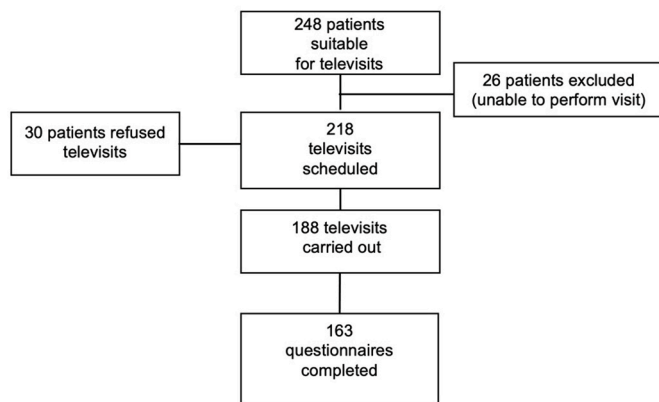 248 patients
suitable
for televisits
26 patients excluded
(unable to perform visit)
30 patients refused
televisits
218
televisits
scheduled
188 televisits
carried out
163
questionnaires
completed